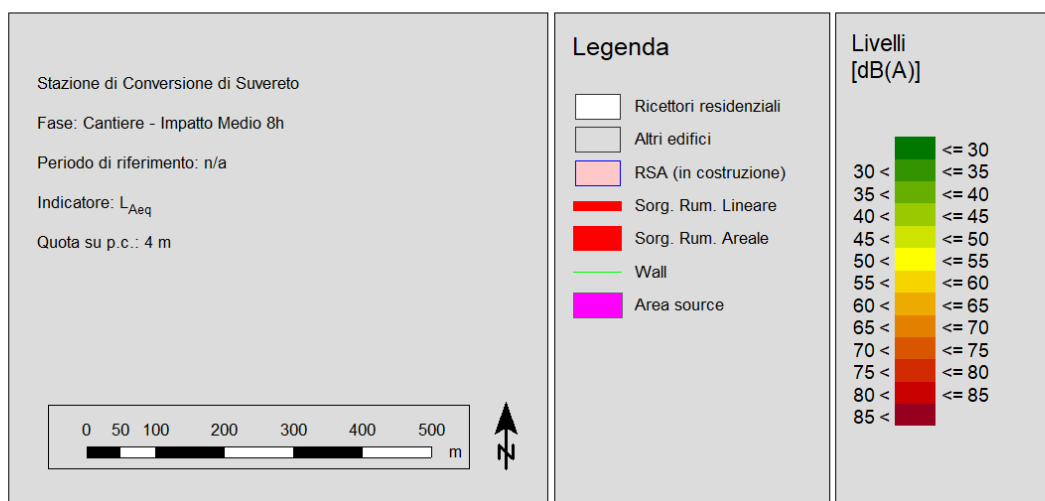 Stazione di Conversione di Suvereto
Fase: Cantiere - Impatto Medio 8h
Periodo di riferimento: n/a
Indicatore: LAeq
Quota su p.c.: 4 m
0 50 100 200 300 400 500
m
N
Legenda
Ricettori residenziali
Altri edifici
RSA (in costruzione)
Sorg. Rum. Lineare
Sorg. Rum. Areale
Wall
Area source
Livelli
[dB(A)]
<= 30
30 < <= 35
35 < <= 40
40 < <= 45
45 < <= 50
50 < <= 55
55 < <= 60
60 < <= 65
65 < <= 70
70 < <= 75
75 < <= 80
80 < <= 85
85 <